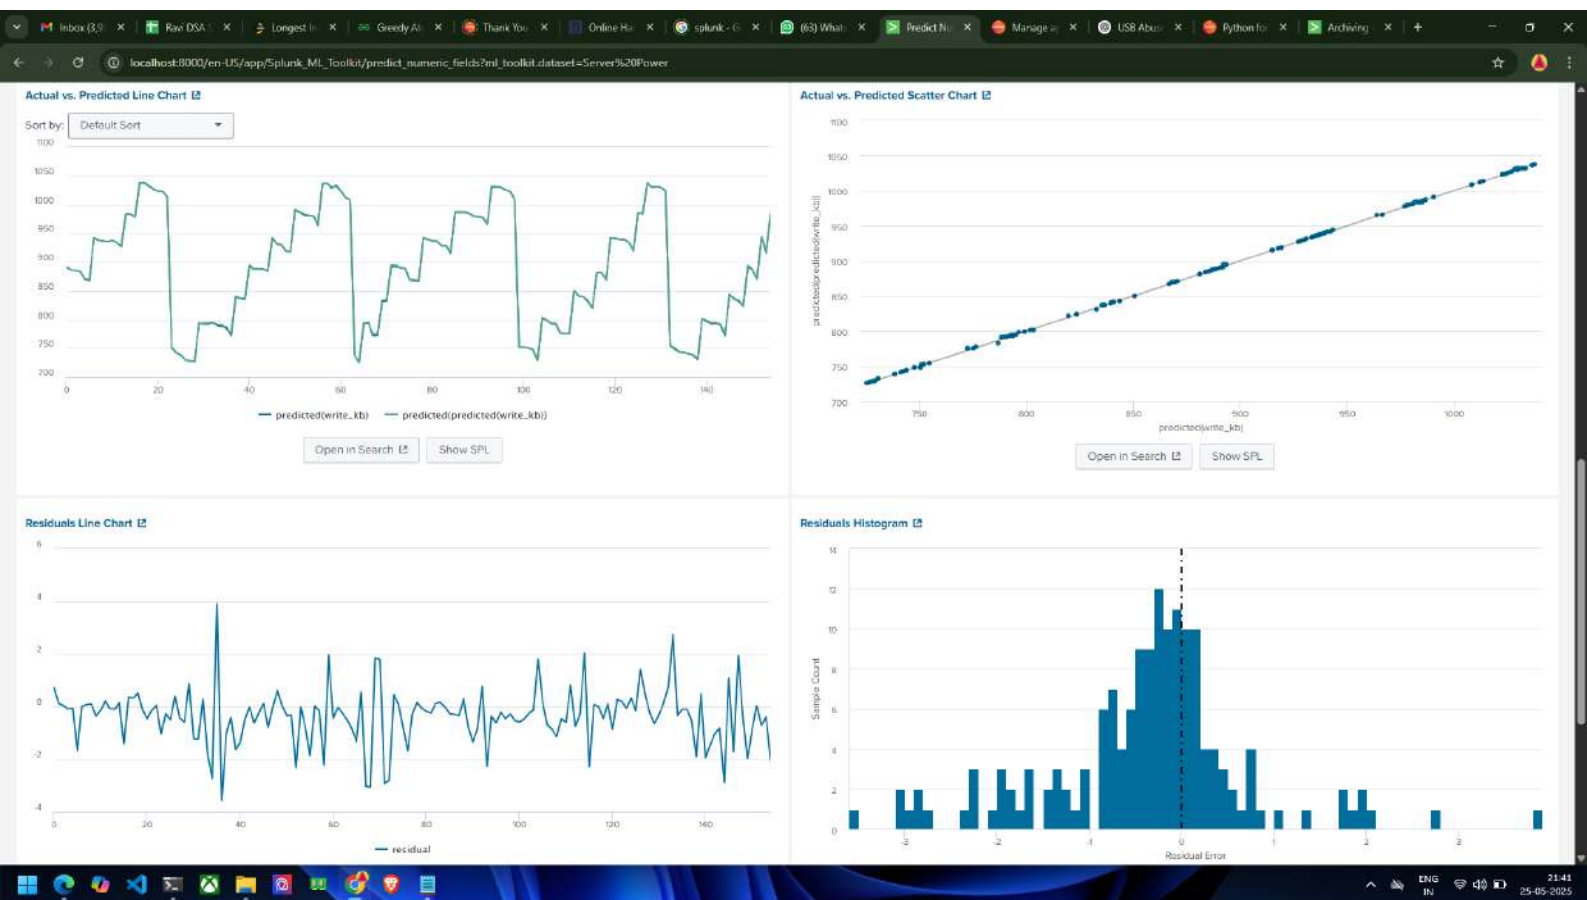 Inbox (3,9
Ravi DSA S
Longest In
Greedy Al
Thank You
Online Ha
splunk - G
(63) What
Predict Nu
Manage a
USB Abus
Python for
Archiving
localhost:8000/en-US/app/Splunk_ML_Toolkit/predict_numeric_fields?ml_toolkit.dataset=Server%20Power
Actual vs. Predicted Line Chart
Sort by: Default Sort
1100
1050
1000
950
900
850
800
750
700
0 20 40 60 80 100 120 140
predicted(write_kb) predicted(predicted(write_kb))
Open in Search Show SPL
Actual vs. Predicted Scatter Chart
1100
1050
1000
950
900
850
800
750
700
predicted(predicted(write_kb))
750 800 850 900 950 1000
predicted(write_kb)
Open in Search Show SPL
Residuals Line Chart
6
4
2
0
-2
-4
0 20 40 60 80 100 120 140
residual
Residuals Histogram
14
12
10
8
6
4
2
0
Sample Count
-3 -2 -1 0 1 2 3
Residual Error
ENG
IN
21:41
25-05-2025